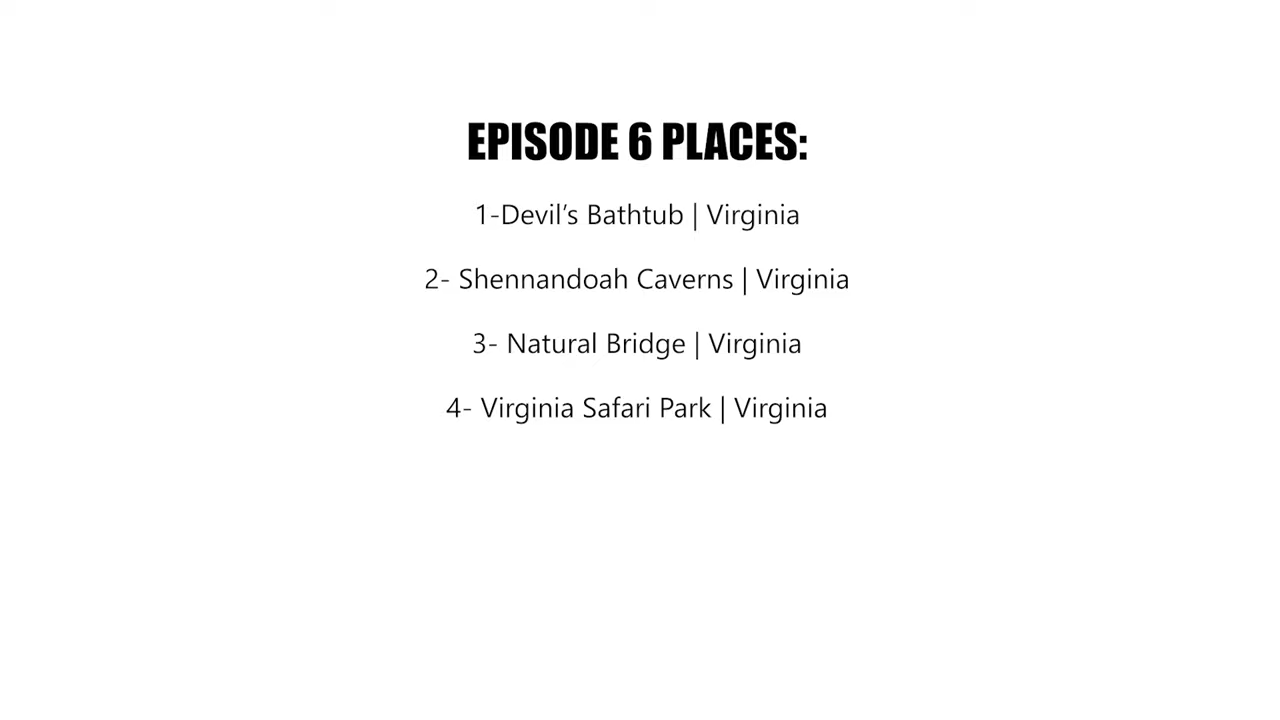 EPISODE 6 PLACES:
1-Devil’s Bathtub | Virginia
2- Shennandoah Caverns | Virginia
3- Natural Bridge | Virginia
4- Virginia Safari Park | Virginia